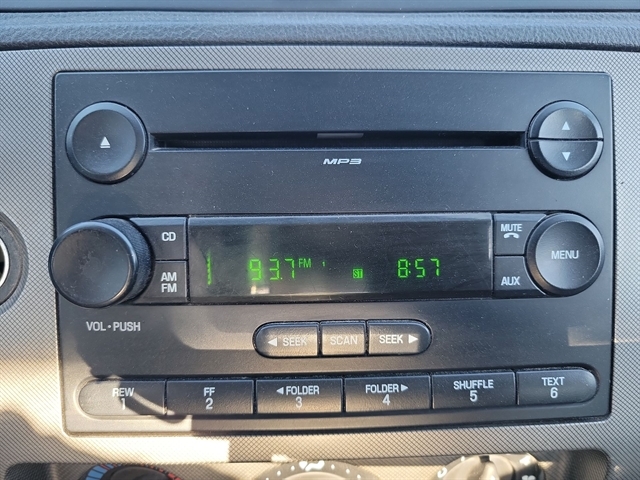 MP3
CD
AM
FM
93.7 FM 1 ST 8:57
MUTE
AUX
MENU
VOL•PUSH
◄ SEEK
SCAN
SEEK ►
REW
1
FF
2
◄ FOLDER
3
FOLDER ►
4
SHUFFLE
5
TEXT
6